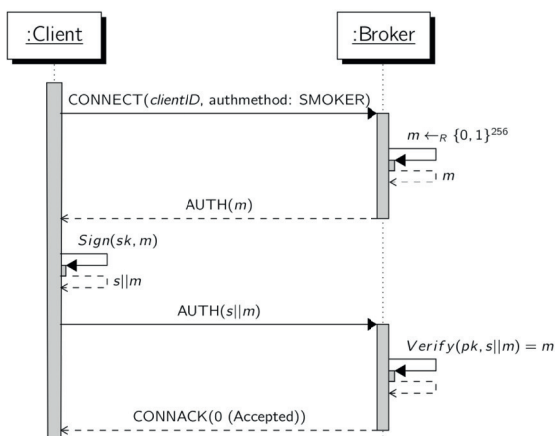 :Client
:Broker
CONNECT(clientID, authmethod: SMOKER)
m ←R {0, 1}256
m
AUTH(m)
Sign(sk, m)
s||m
AUTH(s||m)
Verify(pk, s||m) = m
CONNACK(0 (Accepted))